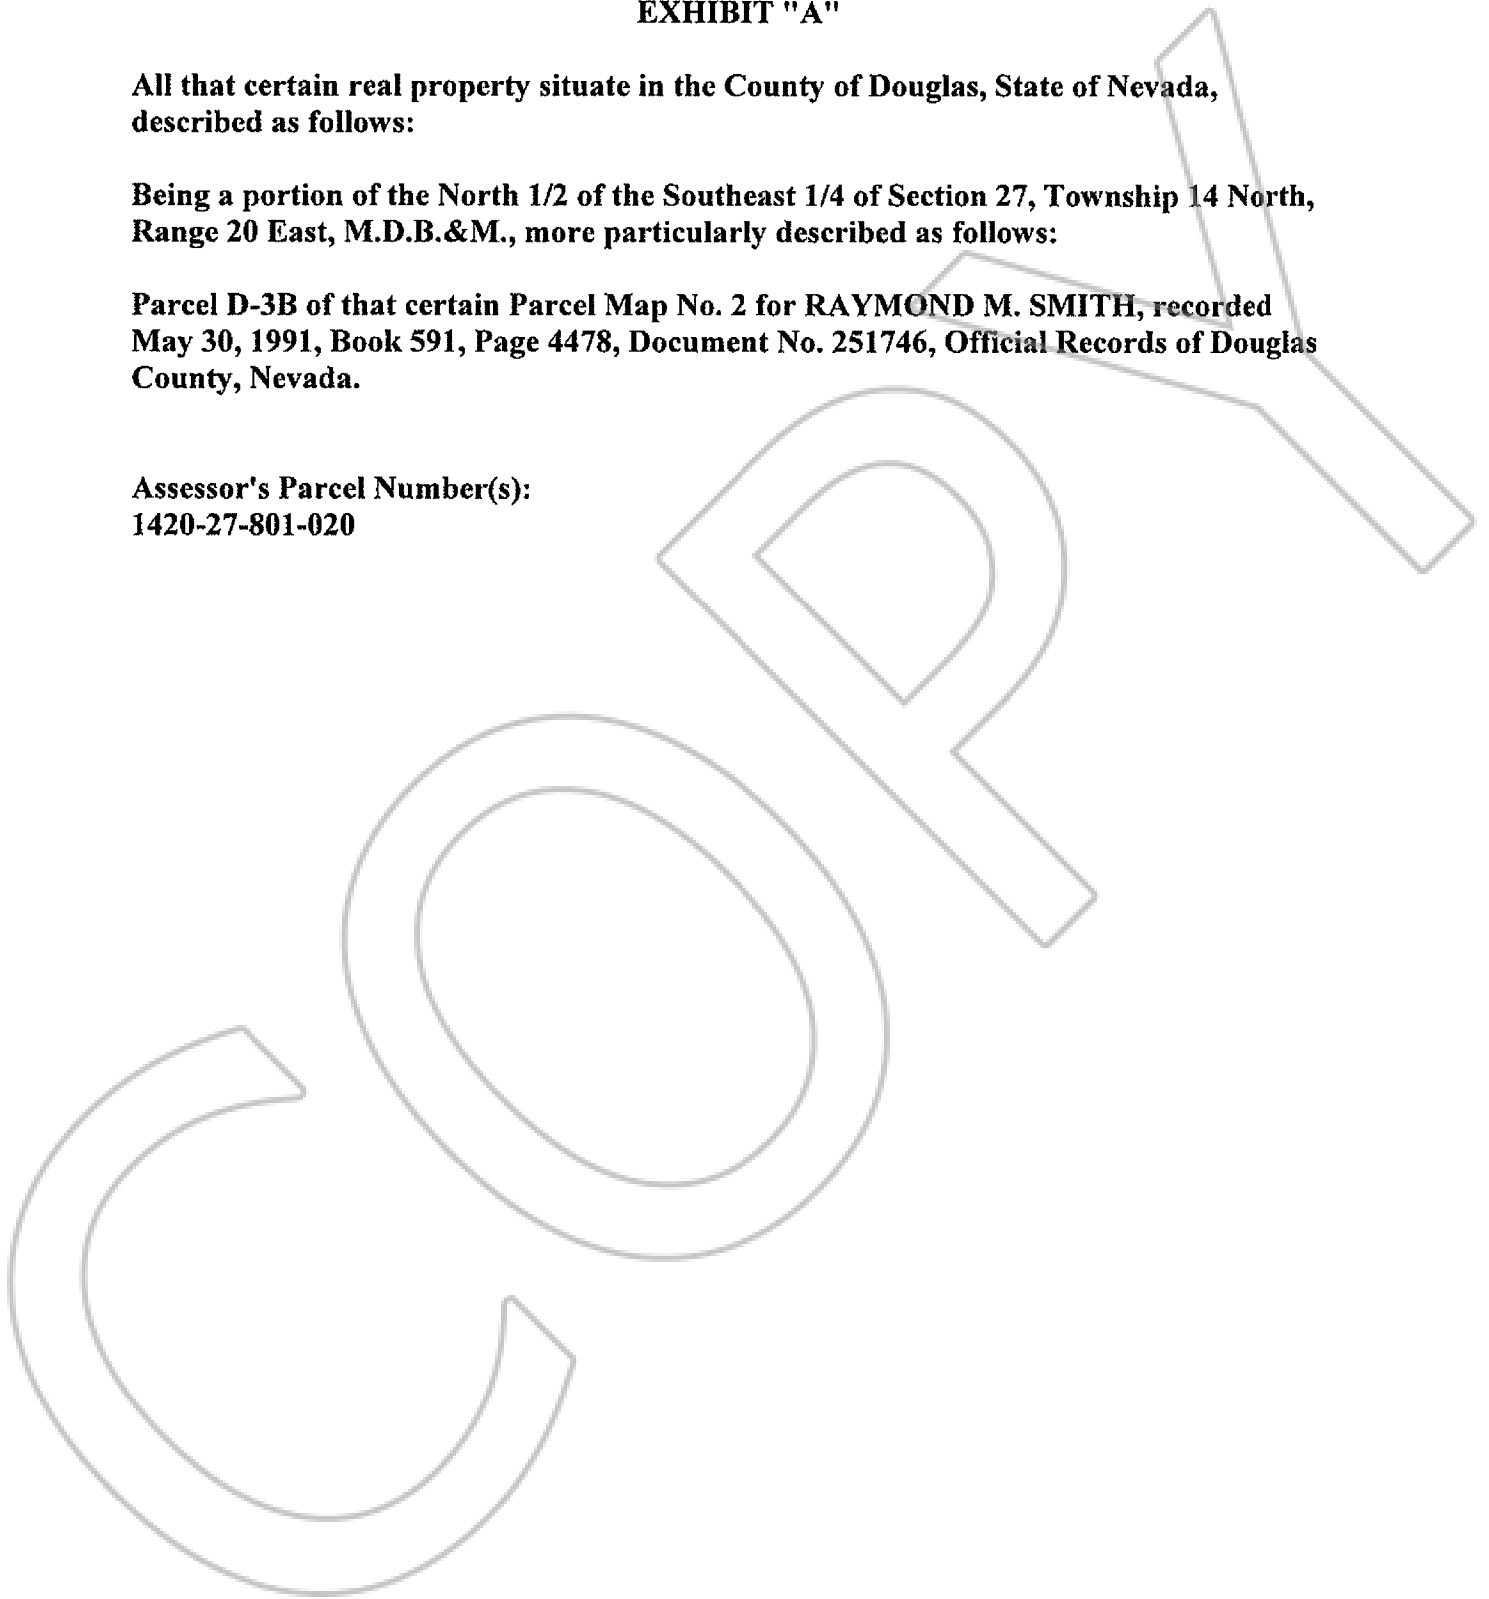 EXHIBIT "A"
All that certain real property situate in the County of Douglas, State of Nevada,
described as follows:
Being a portion of the North 1/2 of the Southeast 1/4 of Section 27, Township 14 North,
Range 20 East, M.D.B.&M., more particularly described as follows:
Parcel D-3B of that certain Parcel Map No. 2 for RAYMOND M. SMITH, recorded
May 30, 1991, Book 591, Page 4478, Document No. 251746, Official Records of Douglas
County, Nevada.
Assessor's Parcel Number(s):
1420-27-801-020
COPY